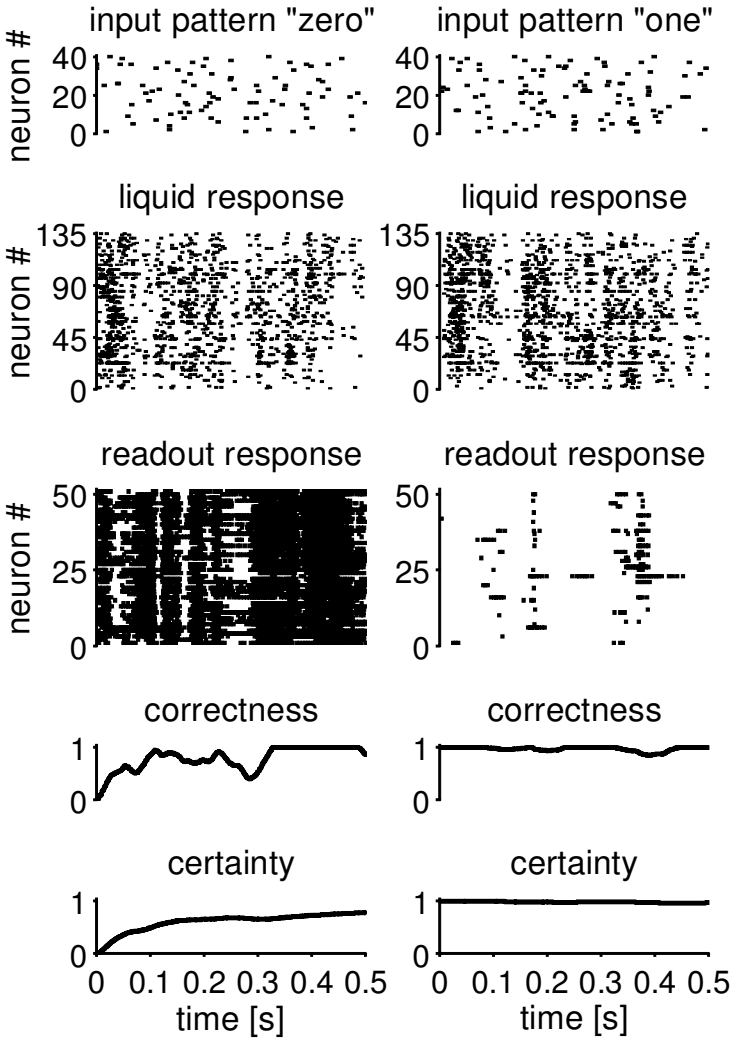 input pattern "zero" input pattern "one"
neuron #
40 40
20 20
0 0
liquid response liquid response
neuron #
135 135
90 90
45 45
0 0
readout response readout response
neuron #
50 50
25 25
0 0
correctness correctness
1 1
0 0
certainty certainty
1 1
0 0
0 0.1 0.2 0.3 0.4 0.5 0 0.1 0.2 0.3 0.4 0.5
time [s] time [s]